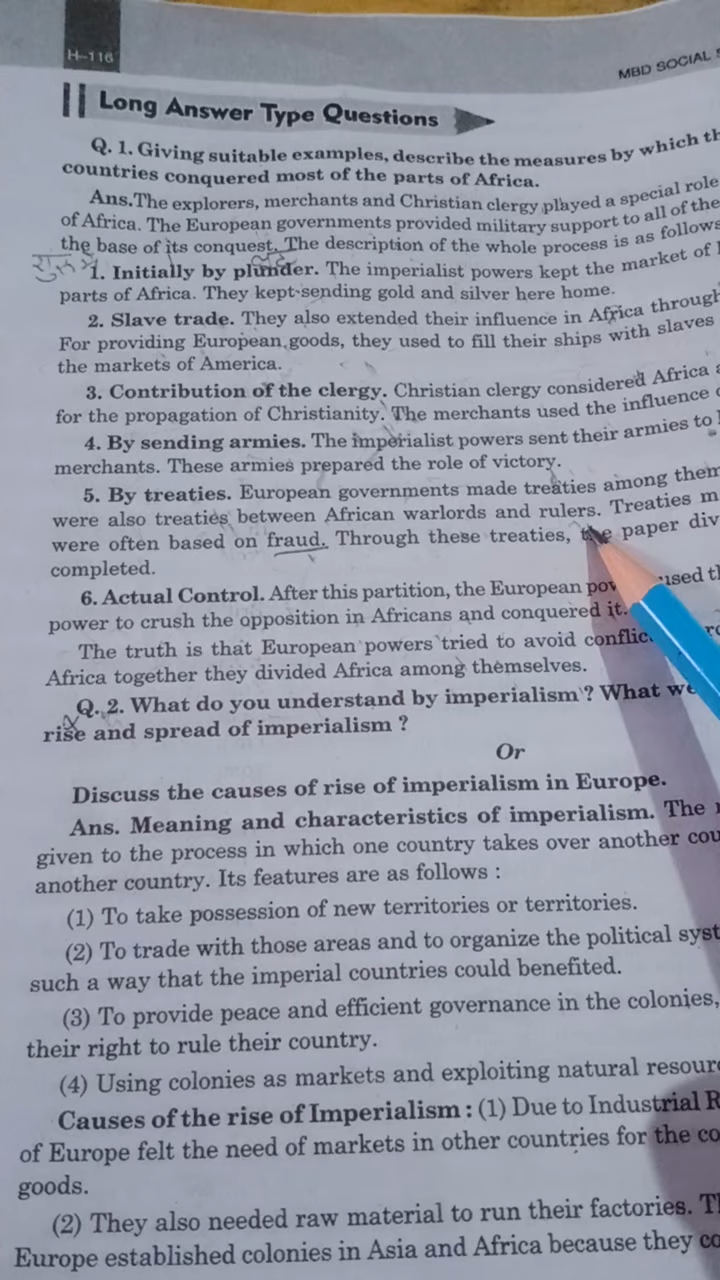 H-116
MBD SOCIAL
Long Answer Type Questions
Q. 1. Giving suitable examples, describe the measures by which
countries conquered most of the parts of Africa.
Ans.The explorers, merchants and Christian clergy played a special role
of Africa. The European governments provided military support to all of the
the base of its conquest. The description of the whole process is as follows
1. Initially by plunder. The imperialist powers kept the market of
parts of Africa. They kept sending gold and silver here home.
2. Slave trade. They also extended their influence in Africa through
For providing European goods, they used to fill their ships with slaves
the markets of America.
3. Contribution of the clergy. Christian clergy considered Africa
for the propagation of Christianity. The merchants used the influence
4. By sending armies. The imperialist powers sent their armies to
merchants. These armies prepared the role of victory.
5. By treaties. European governments made treaties among them
were also treaties between African warlords and rulers. Treaties
were often based on fraud. Through these treaties, the paper div
completed.
6. Actual Control. After this partition, the European used
power to crush the opposition in Africans and conquered it.
The truth is that European powers tried to avoid
Africa together they divided Africa among themselves.
Q. 2. What do you understand by imperialism ? What
rise and spread of imperialism ?
Or
Discuss the causes of rise of imperialism in Europe.
Ans. Meaning and characteristics of imperialism. The
given to the process in which one country takes over another cou
another country. Its features are as follows :
(1) To take possession of new territories or territories.
(2) To trade with those areas and to organize the political syst
such a way that the imperial countries could benefited.
(3) To provide peace and efficient governance in the colonies,
their right to rule their country.
(4) Using colonies as markets and exploiting natural resour
Causes of the rise of Imperialism : (1) Due to Industrial R
of Europe felt the need of markets in other countries for the co
goods.
(2) They also needed raw material to run their factories.
Europe established colonies in Asia and Africa because they co